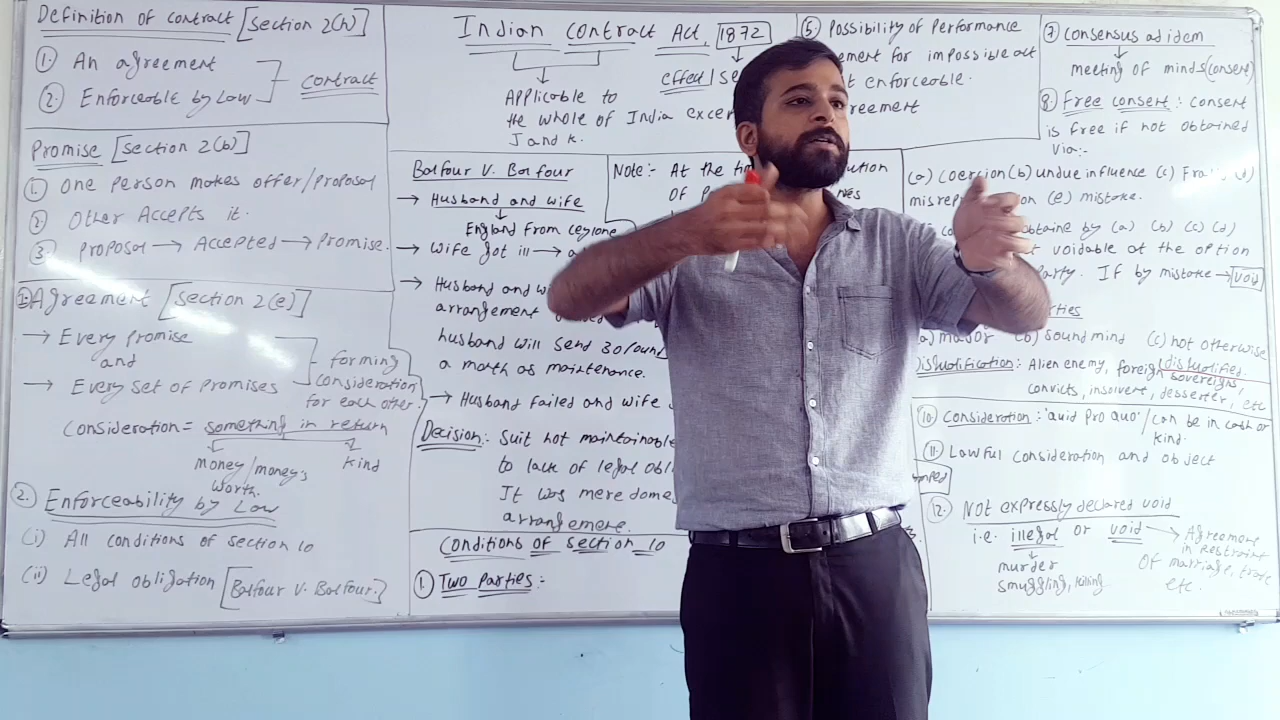 Definition of contract [Section 2(h)]
1. An agreement
2. Enforceable by Law
contract
Promise [Section 2(b)]
1. One person makes offer/proposal
2. Other Accepts it.
3. Proposal → Accepted → Promise.
1. Agreement [Section 2(e)]
→ Every promise
and
→ Every set of Promises
forming
consideration
for each other.
Consideration = something in return
money/money's
worth.
kind
2. Enforceability by Law
(i) All conditions of section 10
(ii) Legal obligation [Balfour V. Balfour.]
Indian contract Act, 1872
Applicable to
the whole of India
J and K.
effect
Balfour V. Balfour
→ Husband and wife
England from ceylone
→ Wife got ill →
→ Husband and
arrangement
husband will send 30
a month as maintenance.
→ Husband failed and wife
Decision: Suit not maintainable
to lack of legal
It was mere
arrangement.
Conditions of section 10
1. Two Parties:-
Note:- At the
of
5. Possibility of Performance
for impossible act
enforceable.
7. consensus ad idem
meeting of minds (consent)
8. Free consent: consent
is free if not obtained
via:-
(a) coercion (b) undue influence (c)
(e) mistake.
by (a) (b) (c) (d)
voidable at the option
If by mistake → void
(a) major (b) sound mind (c) not otherwise
disqualified.
Disqualification: Alien enemy, foreign
sovereigns,
convicts, insolvent, desserter, etc
10. Consideration: 'quid pro quo'/can be in cash or
kind.
11. Lawful consideration and object
12. Not expressly declared void
i.e. illegal or void → Agreement
in restraint
of marriage, trade
etc.
murder
smuggling, killing